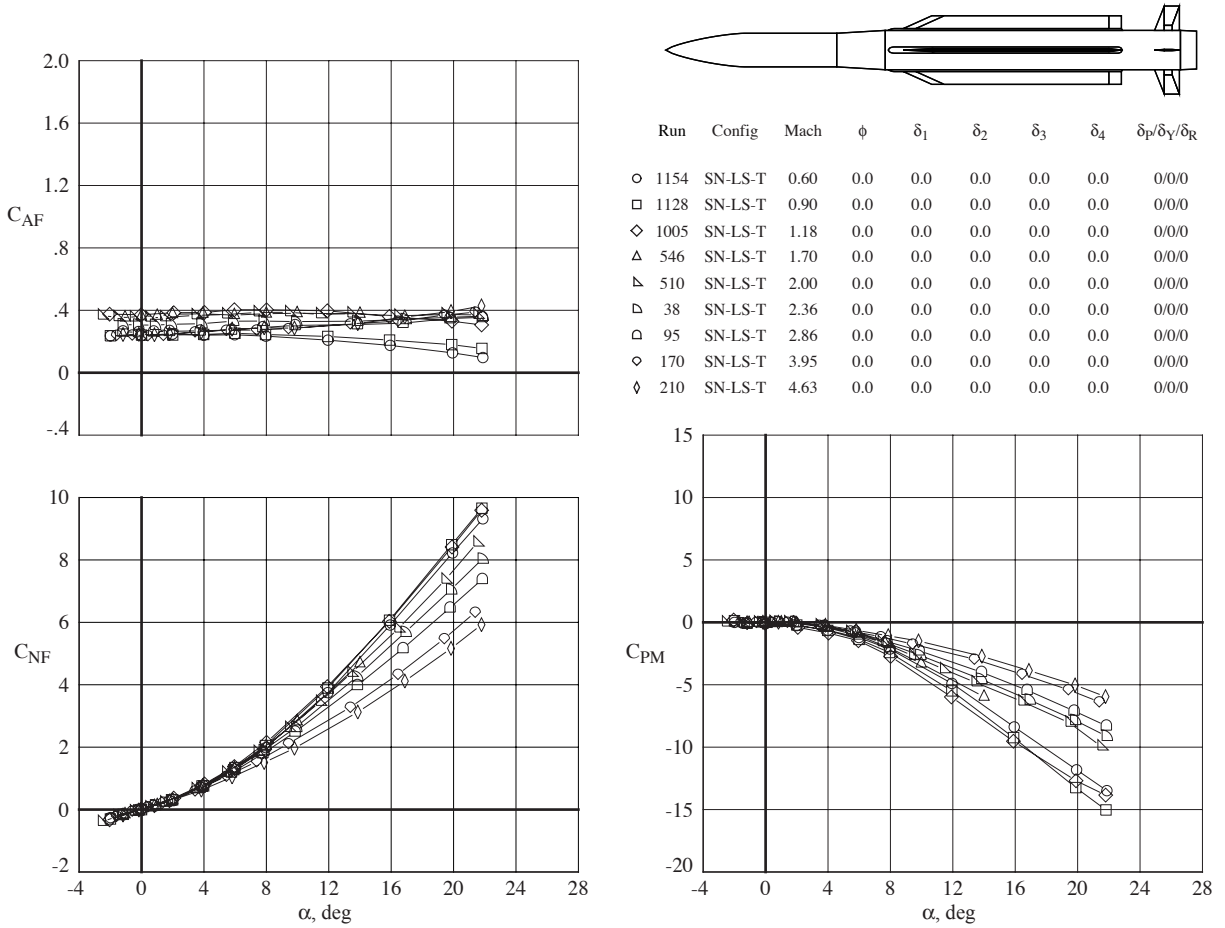 2.0
1.6
1.2
.8
.4
0
-.4
C_AF
Run Config Mach ϕ δ₁ δ₂ δ₃ δ₄ δ_P/δ_Y/δ_R
1154 SN-LS-T 0.60 0.0 0.0 0.0 0.0 0.0 0/0/0
1128 SN-LS-T 0.90 0.0 0.0 0.0 0.0 0.0 0/0/0
1005 SN-LS-T 1.18 0.0 0.0 0.0 0.0 0.0 0/0/0
546 SN-LS-T 1.70 0.0 0.0 0.0 0.0 0.0 0/0/0
510 SN-LS-T 2.00 0.0 0.0 0.0 0.0 0.0 0/0/0
38 SN-LS-T 2.36 0.0 0.0 0.0 0.0 0.0 0/0/0
95 SN-LS-T 2.86 0.0 0.0 0.0 0.0 0.0 0/0/0
170 SN-LS-T 3.95 0.0 0.0 0.0 0.0 0.0 0/0/0
210 SN-LS-T 4.63 0.0 0.0 0.0 0.0 0.0 0/0/0
10
8
6
4
2
0
-2
C_NF
-4 0 4 8 12 16 20 24 28
α, deg
15
10
5
0
-5
-10
-15
-20
C_PM
-4 0 4 8 12 16 20 24 28
α, deg